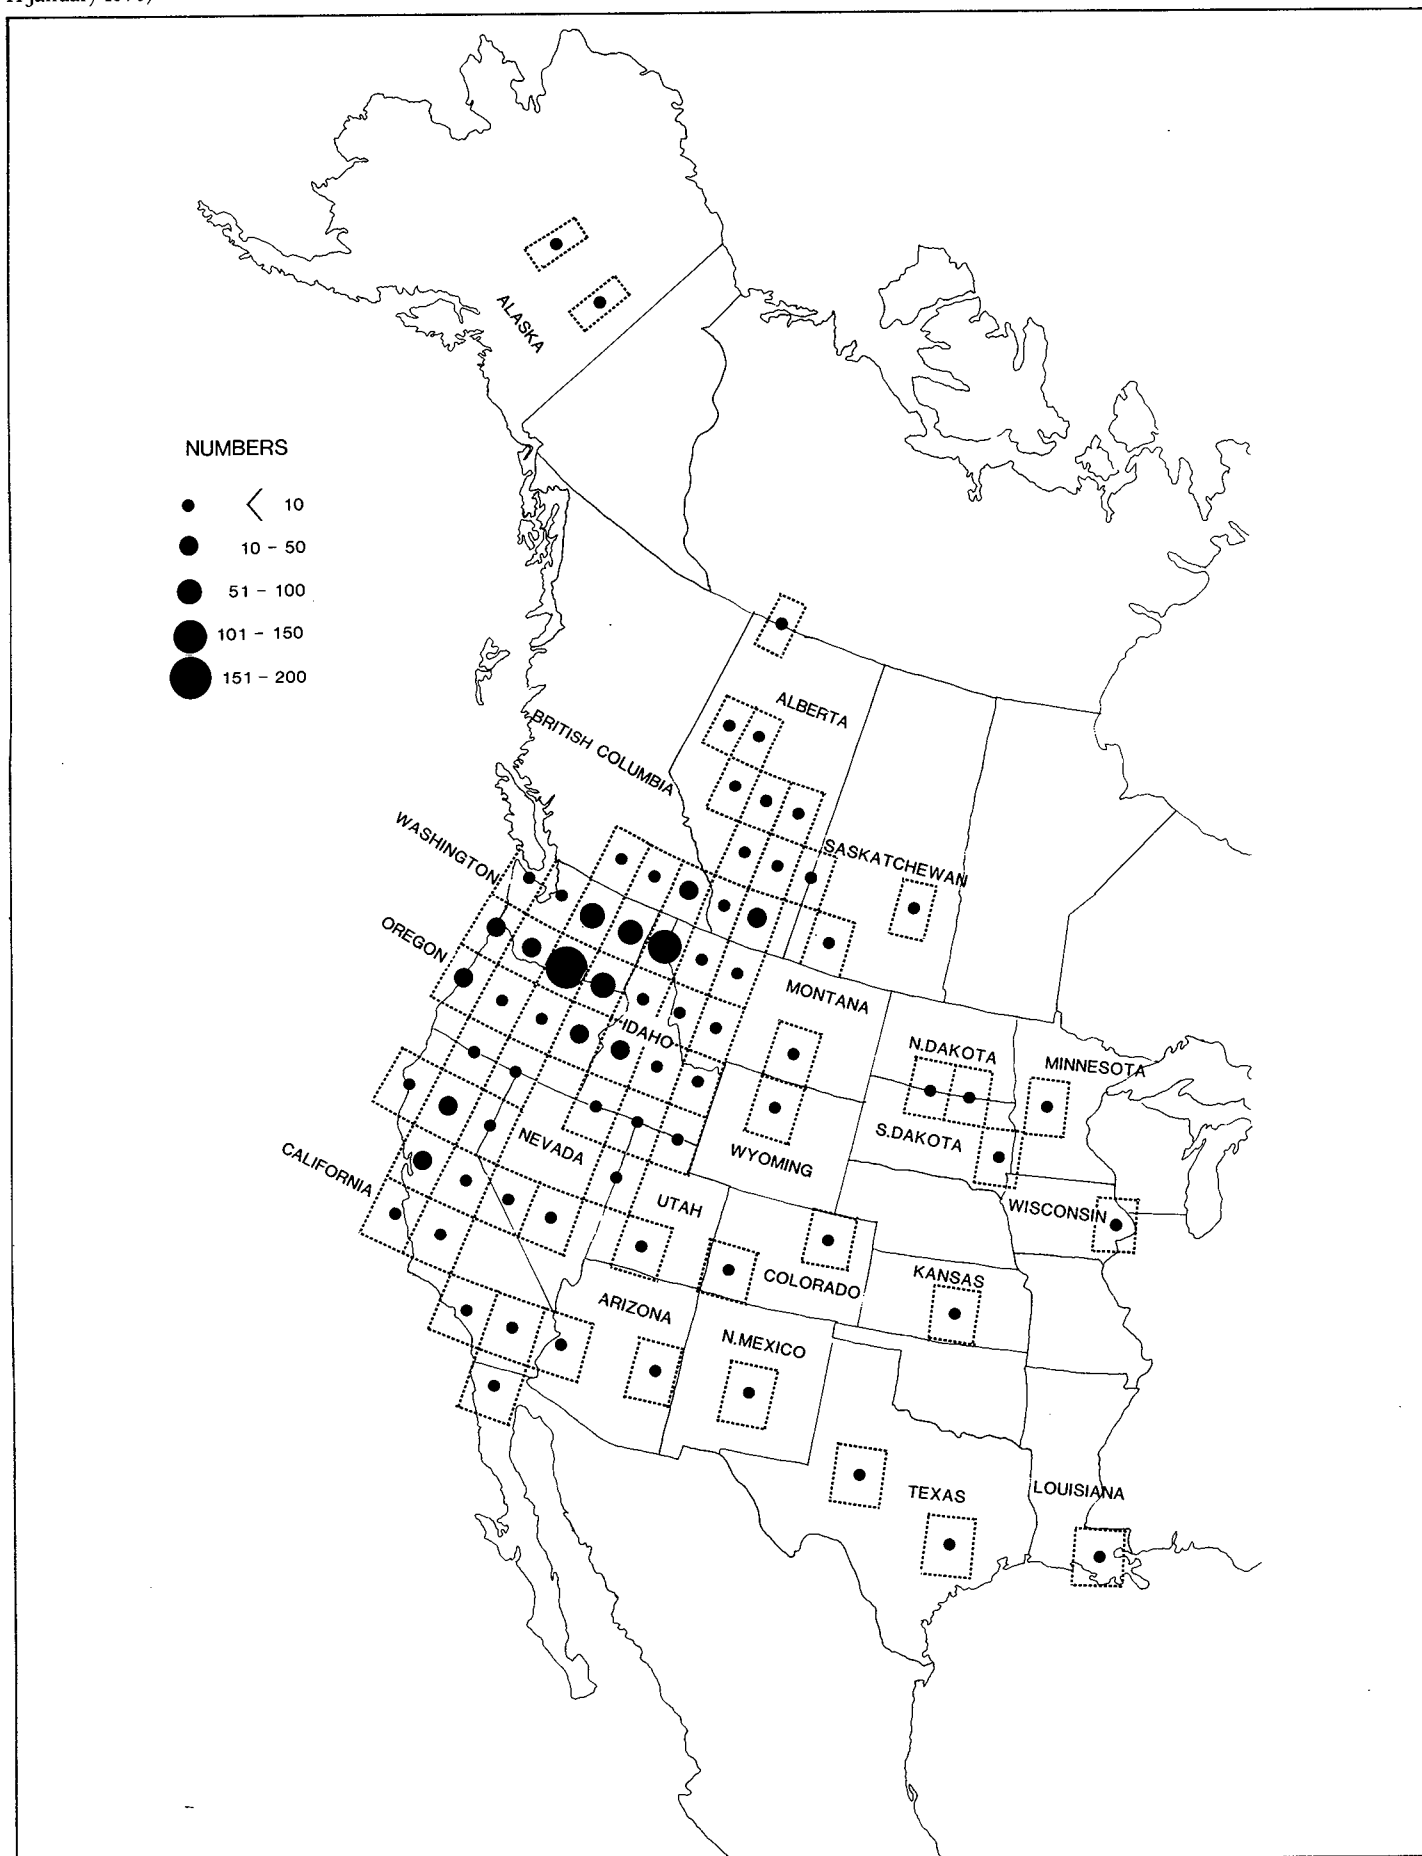 ALASKA
NUMBERS
< 10
10 - 50
51 - 100
101 - 150
151 - 200
ALBERTA
BRITISH COLUMBIA
WASHINGTON
SASKATCHEWAN
OREGON
MONTANA
IDAHO
N.DAKOTA
MINNESOTA
S.DAKOTA
NEVADA
WYOMING
CALIFORNIA
UTAH
WISCONSIN
COLORADO
KANSAS
ARIZONA
N.MEXICO
TEXAS
LOUISIANA